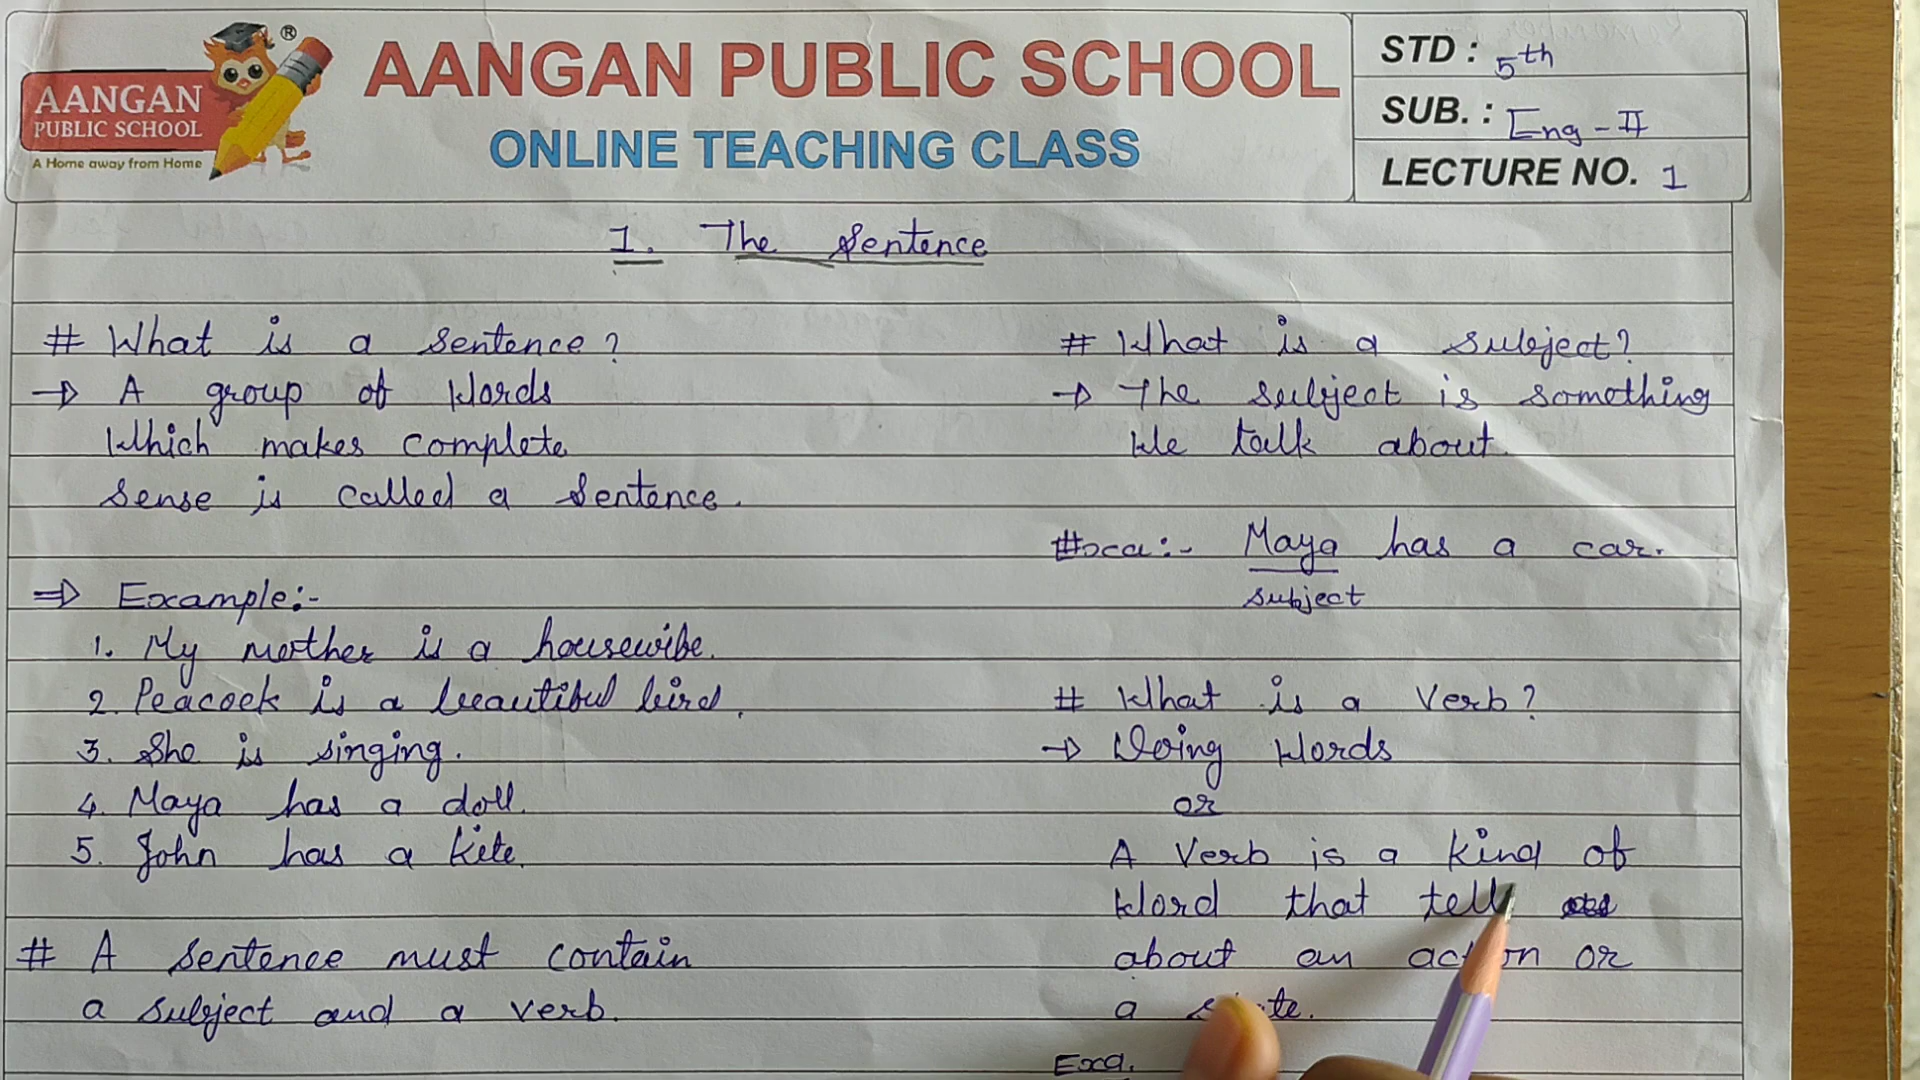 AANGAN
PUBLIC SCHOOL
A Home away from Home
®
AANGAN PUBLIC SCHOOL
ONLINE TEACHING CLASS
STD : 5th
SUB. : Eng - II
LECTURE NO. 1
1. The Sentence
# What is a sentence?
→ A group of Words
Which makes complete
sense is called a Sentence.
⇒ Example:-
1. My mother is a housewife.
2. Peacock is a beautiful bird.
3. She is singing.
4. Maya has a doll.
5. John has a kite.
# A sentence must contain
a subject and a verb.
# What is a subject?
→ The subject is something
We talk about.
#exa:- Maya has a car.
subject
# What is a verb?
→ Doing Words
or
A Verb is a kind of
Word that tell
about an action or
a state.
Exa.